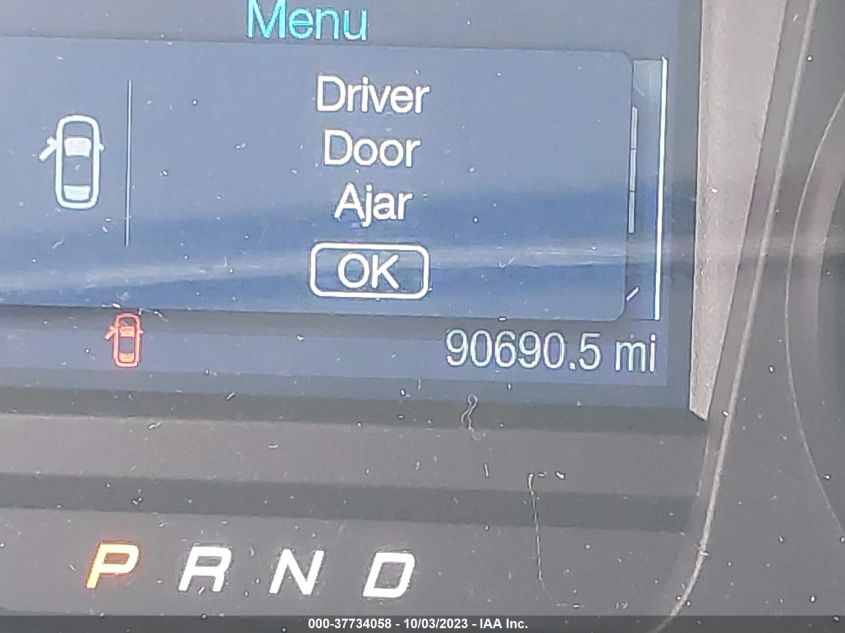 Menu
Driver
Door
Ajar
OK
90690.5 mi
P R N D
000-37734058 - 10/03/2023 - IAA Inc.